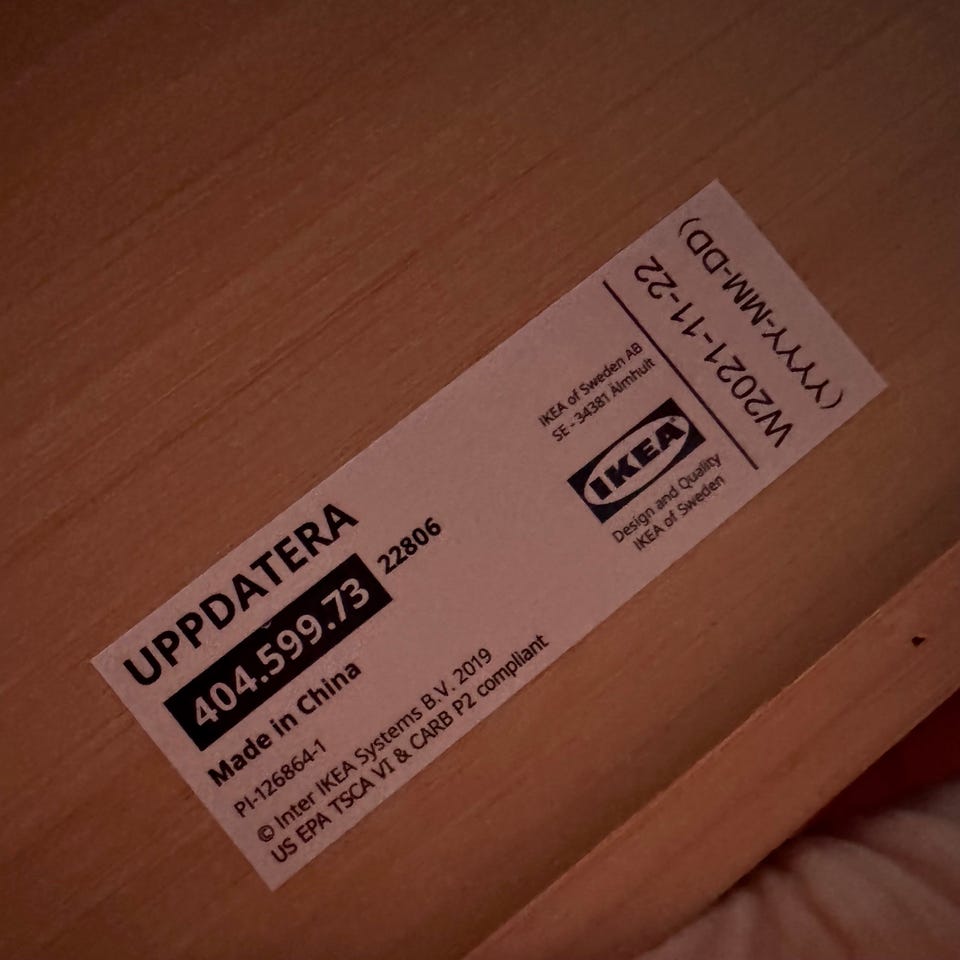 UPPDATERA
404.599.73 22806
Made in China
PI-126864-1
© Inter IKEA Systems B.V. 2019
US EPA TSCA VI & CARB P2 compliant
IKEA of Sweden AB
SE - 34381 Älmhult
IKEA®
Design and Quality
IKEA of Sweden
W2021-11-22
(YYYY-MM-DD)